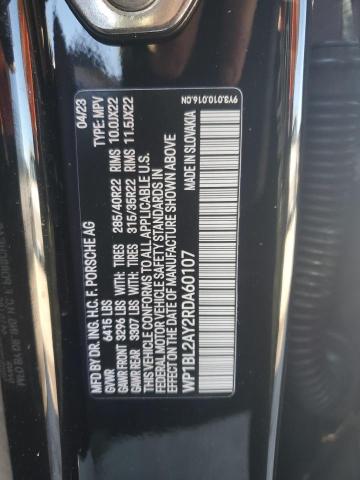 MFD BY DR. ING. H.C. F. PORSCHE AG 04/23
GVWR 6415 LBS TYPE: MPV
GAWR FRONT 3296 LBS WITH TIRES 285/40R22 RIMS 10.0JX22
GAWR REAR 3307 LBS WITH TIRES 315/35R22 RIMS 11.5JX22
THIS VEHICLE CONFORMS TO ALL APPLICABLE U.S.
FEDERAL MOTOR VEHICLE SAFETY STANDARDS IN
EFFECT ON THE DATE OF MANUFACTURE SHOWN ABOVE
MADE IN SLOVAKIA
WP1BL2AY2RDA60107
9Y3.010.016.CN